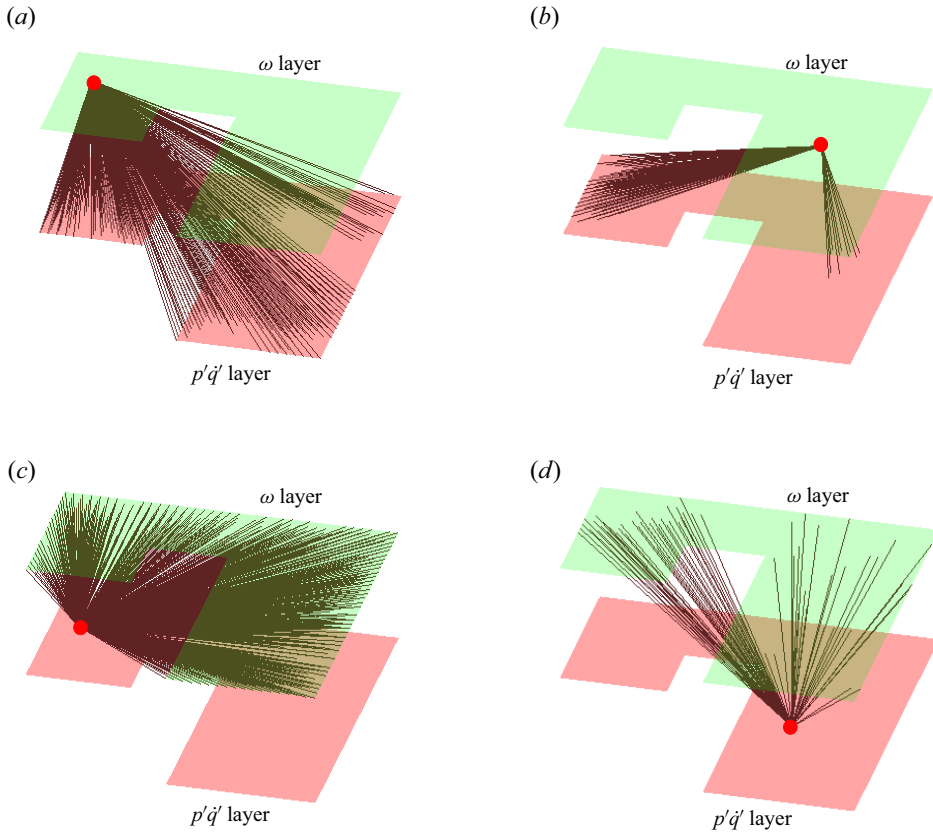 (a)
(b)
ω layer
ω layer
p′q̇′ layer
p′q̇′ layer
(c)
(d)
ω layer
ω layer
p′q̇′ layer
p′q̇′ layer